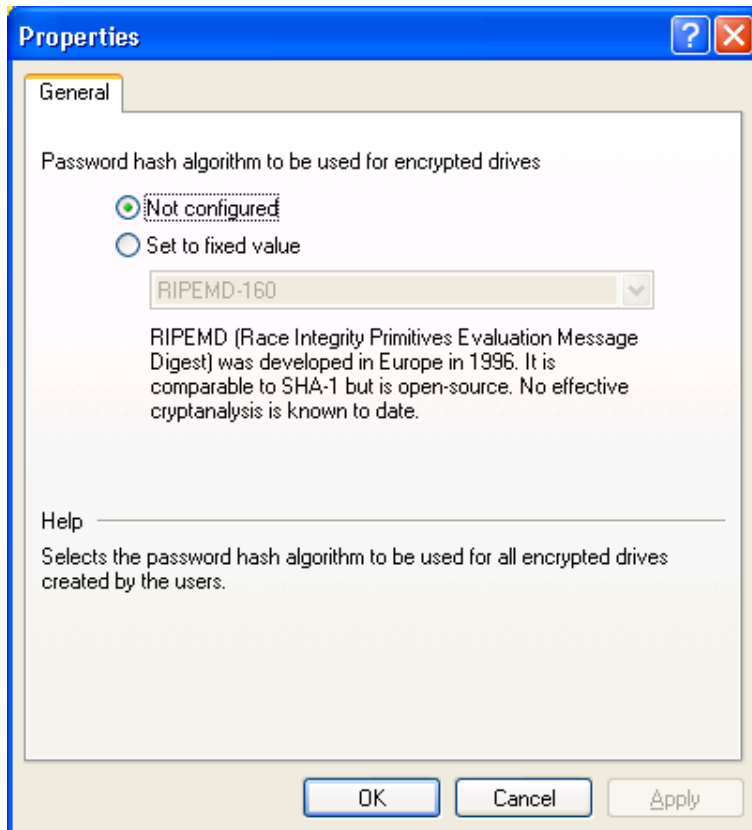 Properties
?
General
Password hash algorithm to be used for encrypted drives
Not configured
Set to fixed value
RIPEMD-160
RIPEMD (Race Integrity Primitives Evaluation Message
Digest) was developed in Europe in 1996. It is
comparable to SHA-1 but is open-source. No effective
cryptanalysis is known to date.
Help
Selects the password hash algorithm to be used for all encrypted drives
created by the users.
OK Cancel Apply